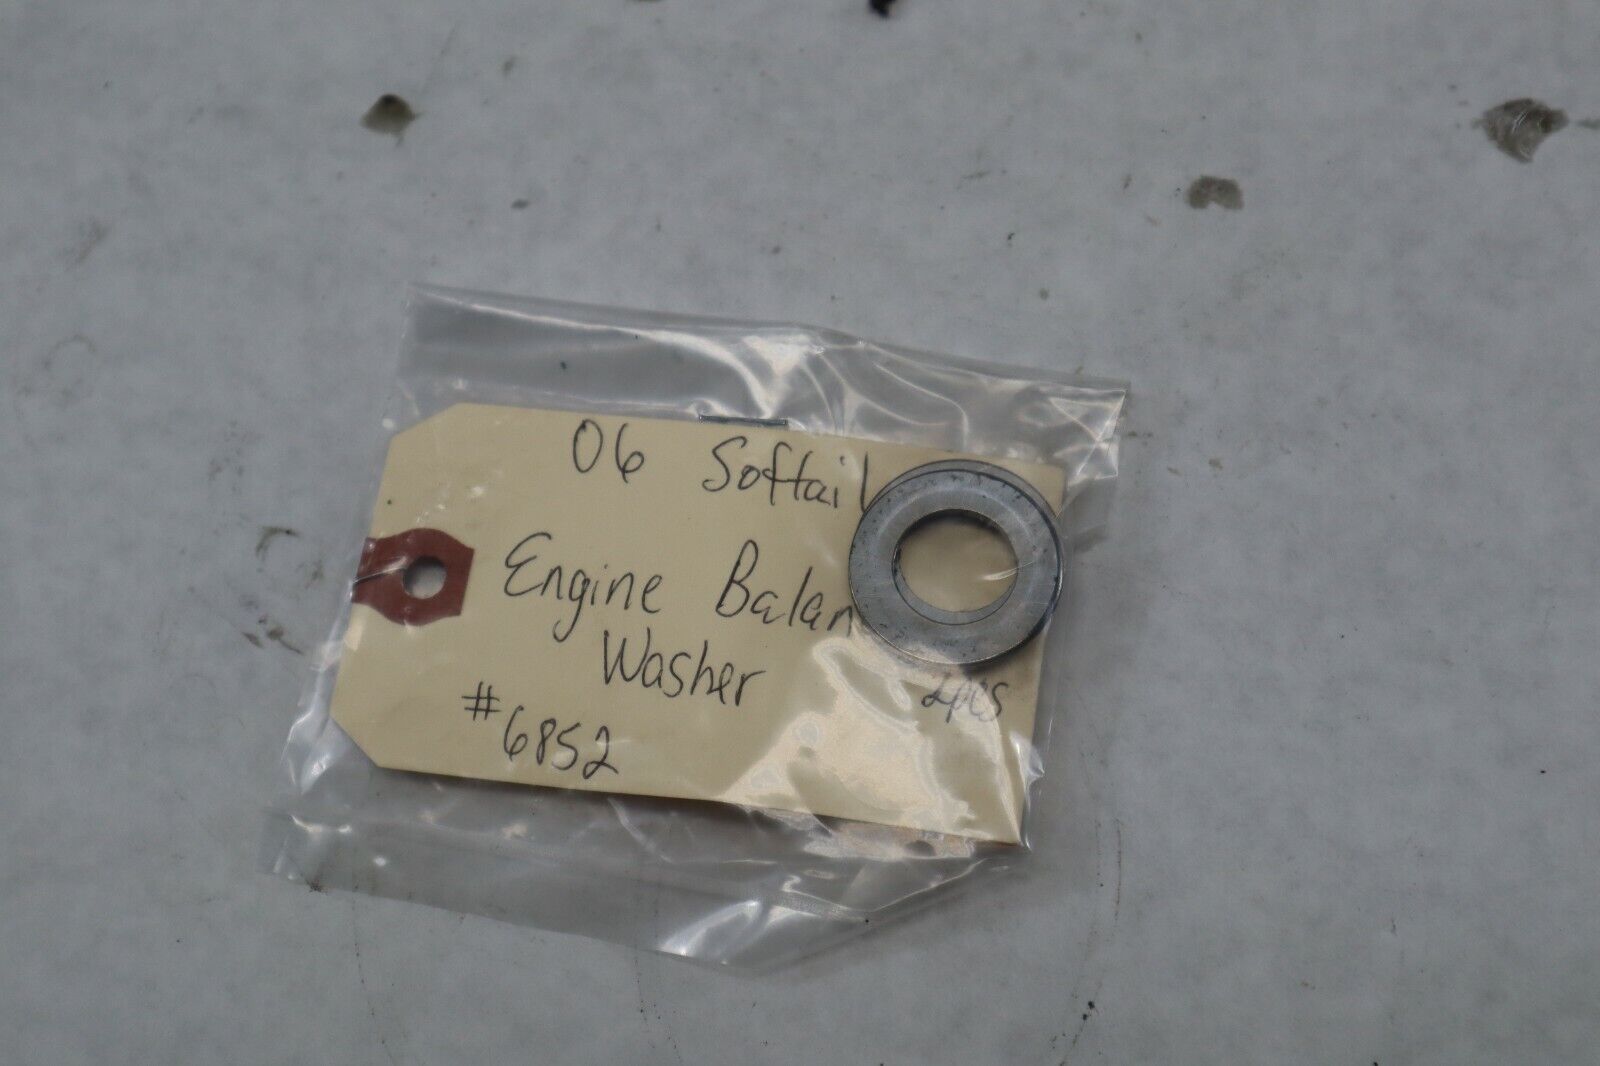 06 Softail
Engine Balan
Washer
2pcs
#6852